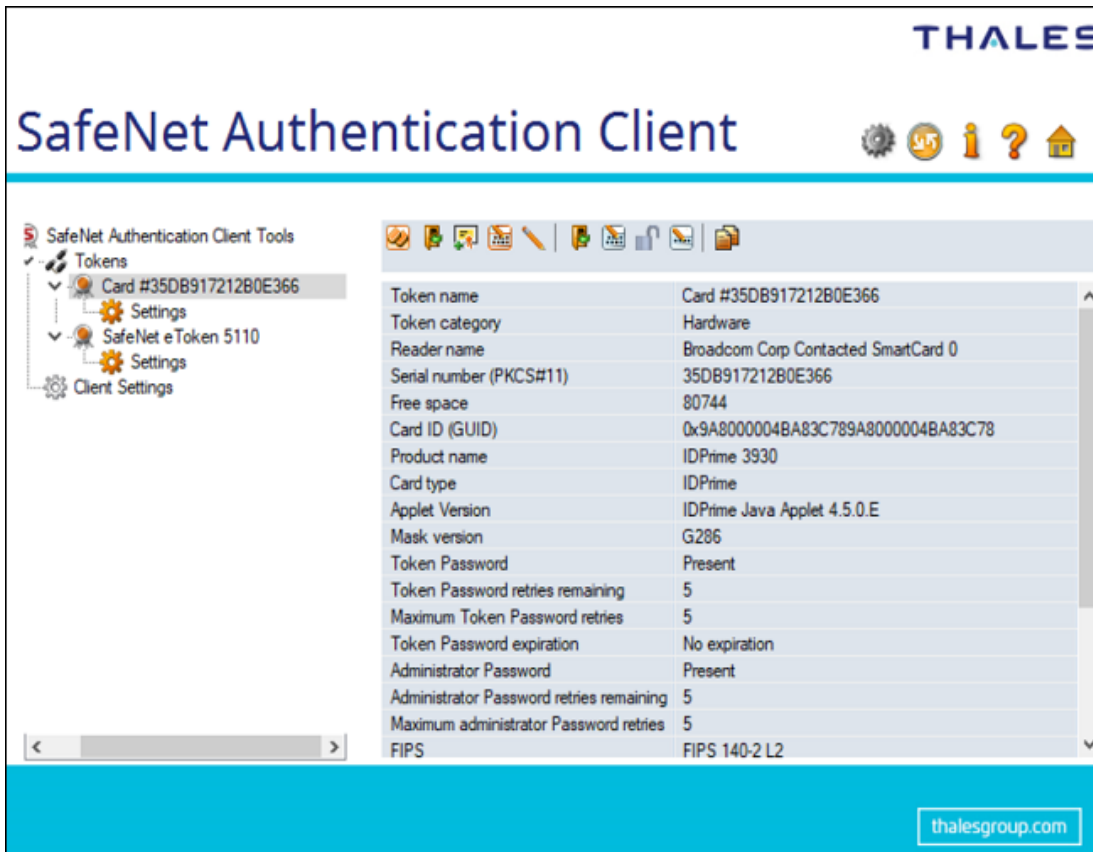 THALES
SafeNet Authentication Client
SafeNet Authentication Client Tools
Tokens
Card #35DB917212B0E366
Settings
SafeNet eToken 5110
Settings
Client Settings
Token name Card #35DB917212B0E366
Token category Hardware
Reader name Broadcom Corp Contacted SmartCard 0
Serial number (PKCS#11) 35DB917212B0E366
Free space 80744
Card ID (GUID) 0x9A8000004BA83C789A8000004BA83C78
Product name IDPrime 3930
Card type IDPrime
Applet Version IDPrime Java Applet 4.5.0.E
Mask version G286
Token Password Present
Token Password retries remaining 5
Maximum Token Password retries 5
Token Password expiration No expiration
Administrator Password Present
Administrator Password retries remaining 5
Maximum administrator Password retries 5
FIPS FIPS 140-2 L2
thalesgroup.com